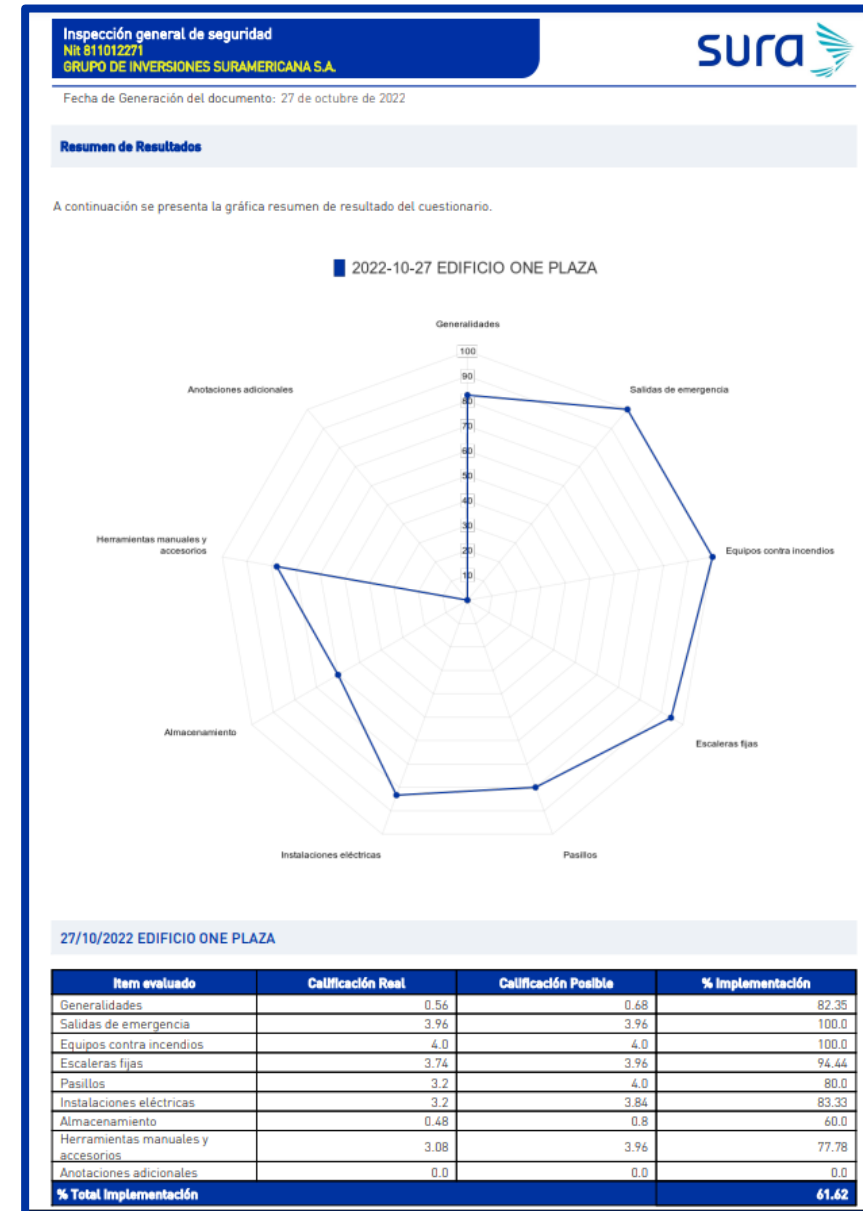 Inspección general de seguridad
Nit 811012271
GRUPO DE INVERSIONES SURAMERICANA S.A.
sura
Fecha de Generación del documento: 27 de octubre de 2022
Resumen de Resultados
A continuación se presenta la gráfica resumen de resultado del cuestionario.
2022-10-27 EDIFICIO ONE PLAZA
Generalidades
100
90
80
70
60
50
40
30
20
10
Anotaciones adicionales
Salidas de emergencia
Herramientas manuales y
accesorios
Equipos contra incendios
Almacenamiento
Escaleras fijas
Instalaciones eléctricas
Pasillos
27/10/2022 EDIFICIO ONE PLAZA
Item evaluado Calificación Real Calificación Posible % Implementación
Generalidades 0.56 0.68 82.35
Salidas de emergencia 3.96 3.96 100.0
Equipos contra incendios 4.0 4.0 100.0
Escaleras fijas 3.74 3.96 94.44
Pasillos 3.2 4.0 80.0
Instalaciones eléctricas 3.2 3.84 83.33
Almacenamiento 0.48 0.8 60.0
Herramientas manuales y
accesorios 3.08 3.96 77.78
Anotaciones adicionales 0.0 0.0 0.0
% Total Implementación 61.62